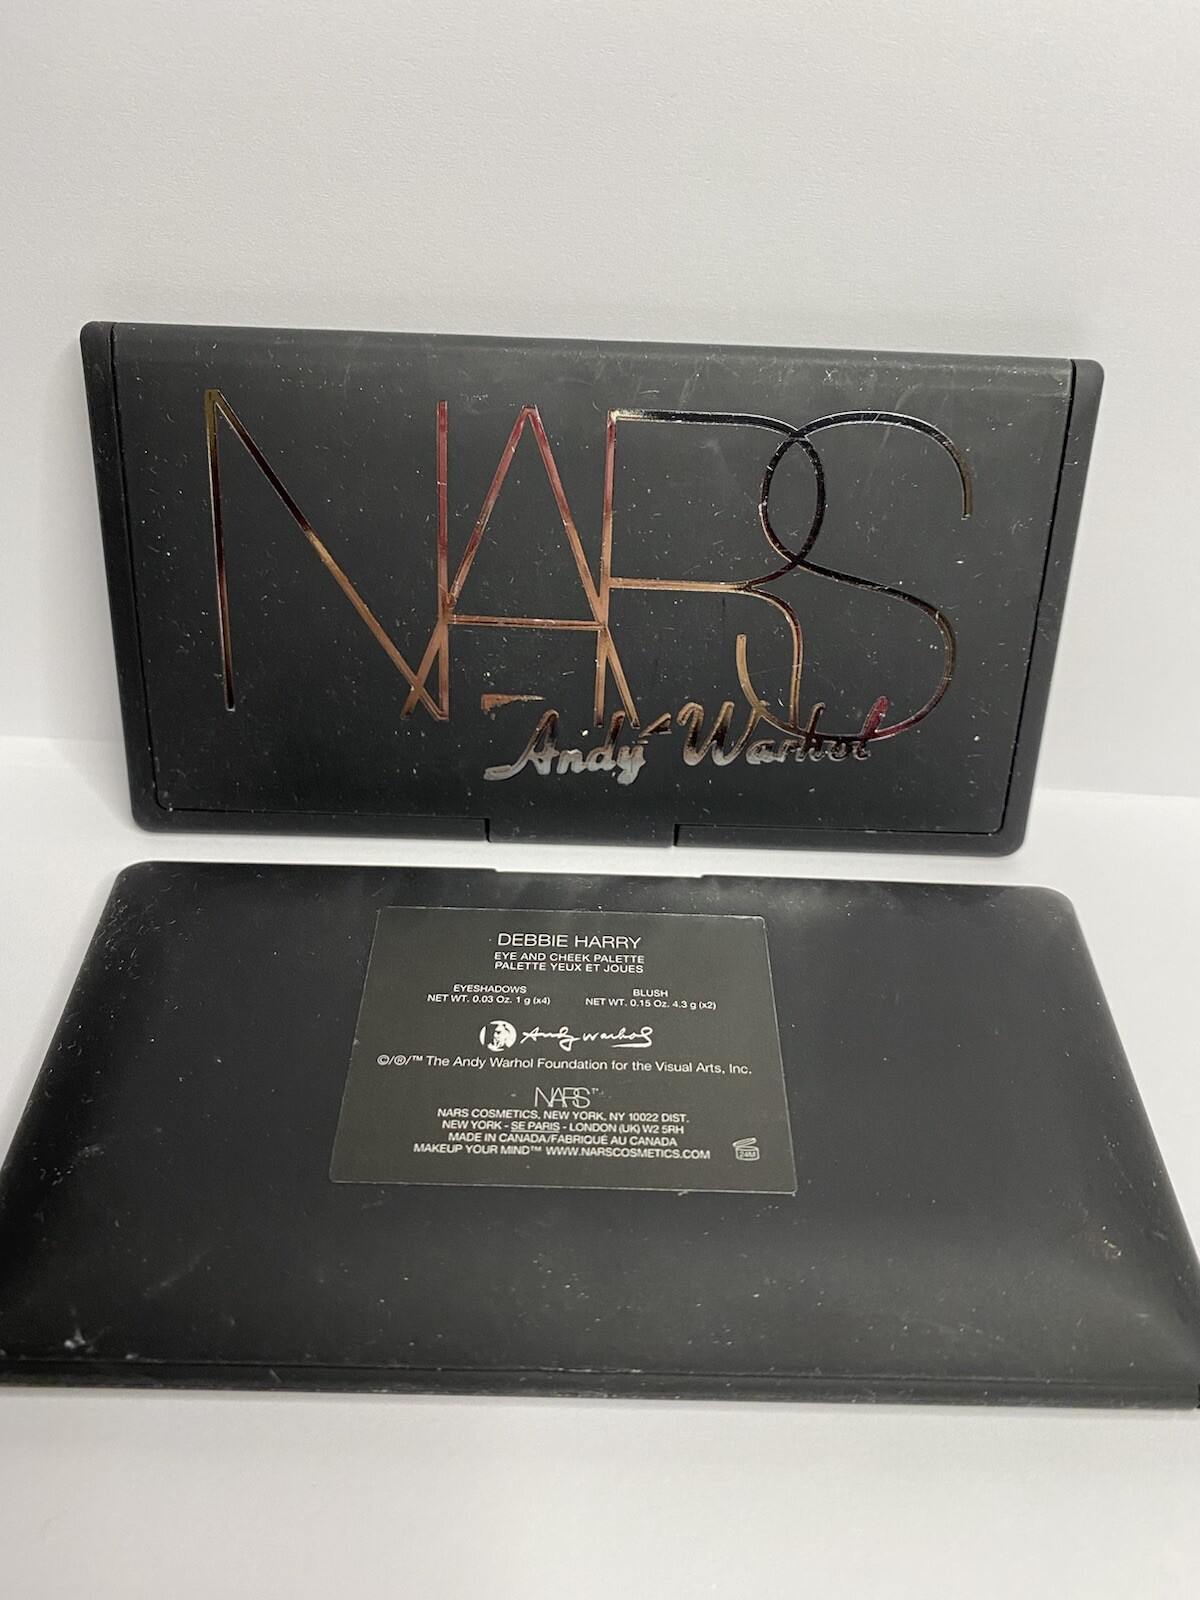 NARS
Andy Warhol
DEBBIE HARRY
EYE AND CHEEK PALETTE
PALETTE YEUX ET JOUES
EYESHADOWS
NET WT. 0.03 Oz. 1 g (x4)
BLUSH
NET WT. 0.15 Oz. 4.3 g (x2)
Andy Warhol
©/®/™ The Andy Warhol Foundation for the Visual Arts, Inc.
NARS™
NARS COSMETICS, NEW YORK, NY 10022 DIST.
NEW YORK - SE PARIS - LONDON (UK) W2 5RH
MADE IN CANADA/FABRIQUÉ AU CANADA
MAKEUP YOUR MIND™ WWW.NARSCOSMETICS.COM
24M